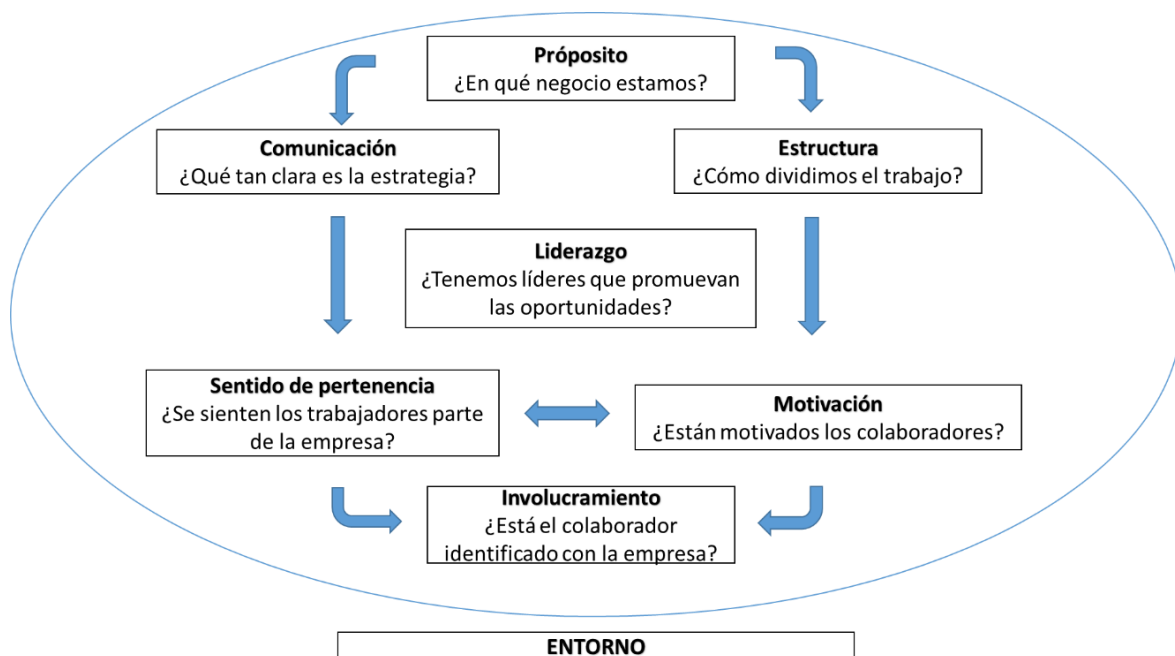 Próposito
¿En qué negocio estamos?
Comunicación
¿Qué tan clara es la estrategia?
Estructura
¿Cómo dividimos el trabajo?
Liderazgo
¿Tenemos líderes que promuevan
las oportunidades?
Sentido de pertenencia
¿Se sienten los trabajadores parte
de la empresa?
Motivación
¿Están motivados los colaboradores?
Involucramiento
¿Está el colaborador
identificado con la empresa?
ENTORNO